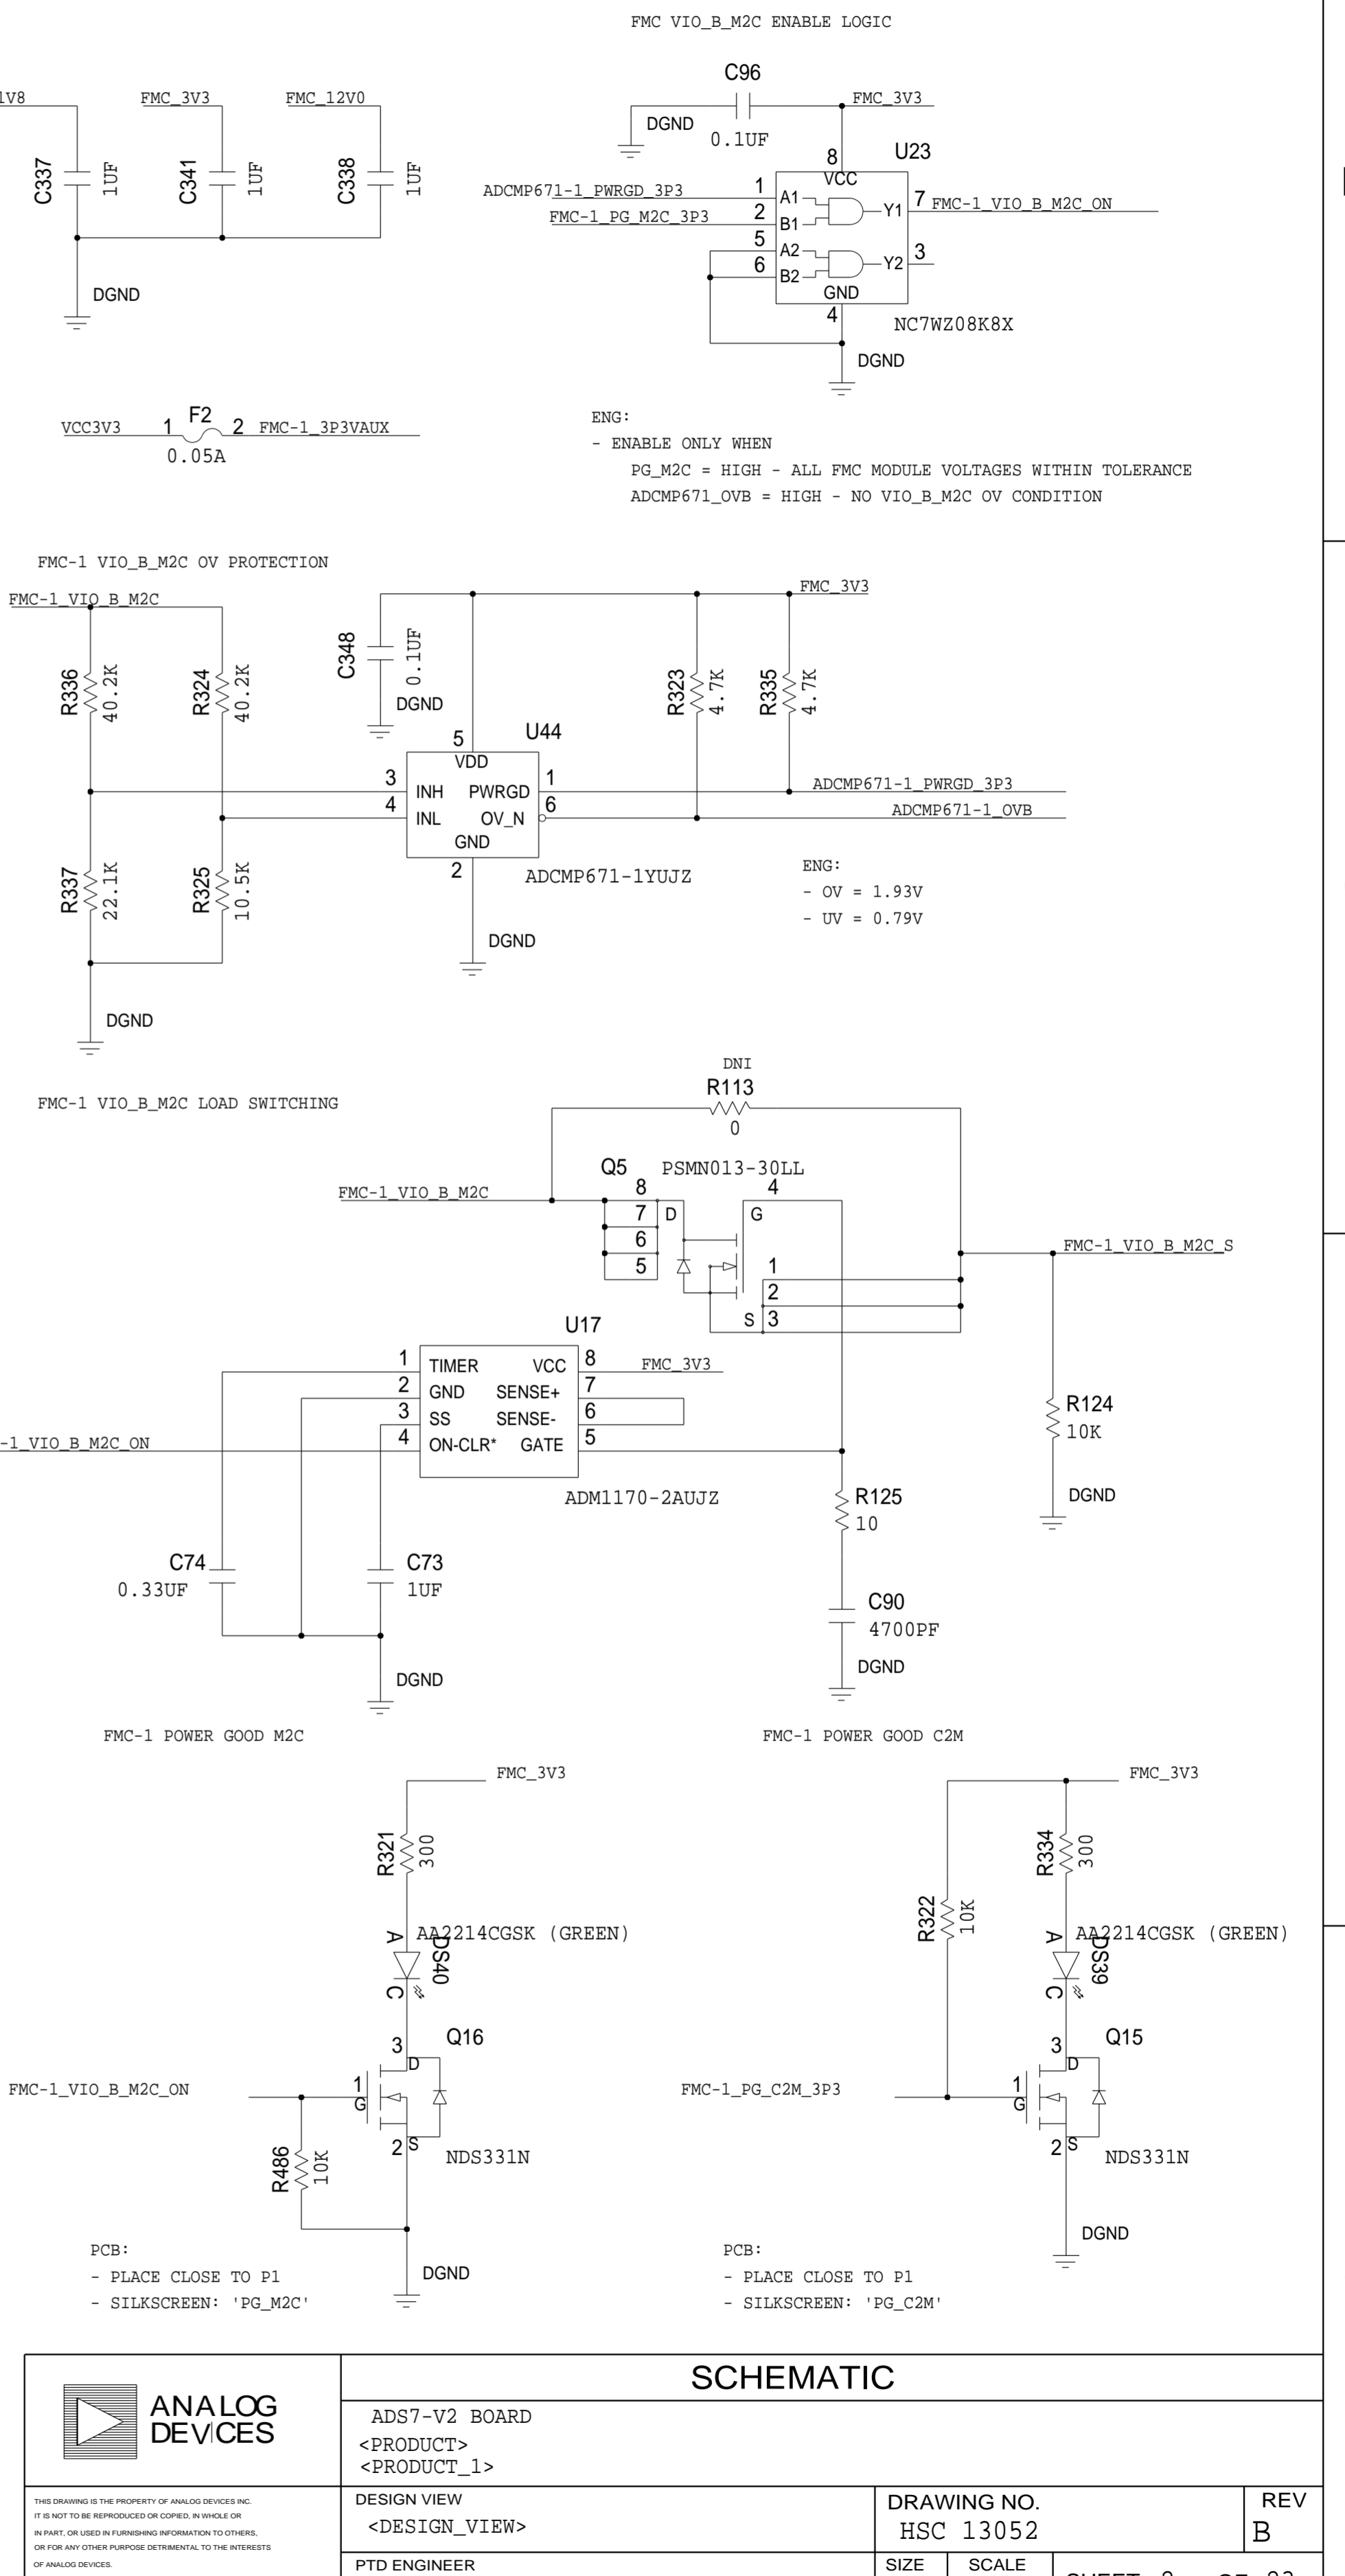 FMC VIO_B_M2C ENABLE LOGIC
C96
1V8
FMC_3V3
FMC_12V0
FMC_3V3
DGND
0.1UF
C337
1UF
C341
1UF
C338
1UF
8
U23
VCC
ADCMP671-1_PWRGD_3P3
1
A1
Y1
7
FMC-1_VIO_B_M2C_ON
FMC-1_PG_M2C_3P3
2
B1
5
A2
Y2
3
6
B2
GND
4
NC7WZ08K8X
DGND
DGND
F2
VCC3V3
1
2
FMC-1_3P3VAUX
0.05A
ENG:
- ENABLE ONLY WHEN
PG_M2C = HIGH - ALL FMC MODULE VOLTAGES WITHIN TOLERANCE
ADCMP671_OVB = HIGH - NO VIO_B_M2C OV CONDITION
FMC-1 VIO_B_M2C OV PROTECTION
FMC-1_VIO_B_M2C
FMC_3V3
R336
40.2K
R324
40.2K
C348
0.1UF
DGND
R323
4.7K
R335
4.7K
U44
5
VDD
3
INH
PWRGD
1
ADCMP671-1_PWRGD_3P3
4
INL
OV_N
6
ADCMP671-1_OVB
GND
2
ADCMP671-1YUJZ
R337
22.1K
R325
10.5K
ENG:
- OV = 1.93V
- UV = 0.79V
DGND
DGND
FMC-1 VIO_B_M2C LOAD SWITCHING
DNI
R113
0
Q5
PSMN013-30LL
FMC-1_VIO_B_M2C
8
4
7
D
G
6
5
1
2
S
3
FMC-1_VIO_B_M2C_S
U17
1
TIMER
VCC
8
FMC_3V3
2
GND
SENSE+
7
3
SS
SENSE-
6
-1_VIO_B_M2C_ON
4
ON-CLR*
GATE
5
ADM1170-2AUJZ
R124
10K
DGND
R125
10
C74
0.33UF
C73
1UF
C90
4700PF
DGND
DGND
FMC-1 POWER GOOD M2C
FMC-1 POWER GOOD C2M
FMC_3V3
R321
300
A
AA2214CGSK (GREEN)
DS40
C
3
Q16
D
FMC-1_VIO_B_M2C_ON
1
G
2
S
NDS331N
R486
10K
DGND
PCB:
- PLACE CLOSE TO P1
- SILKSCREEN: 'PG_M2C'
FMC_3V3
R334
300
R322
10K
A
AA2214CGSK (GREEN)
DS39
C
3
Q15
D
FMC-1_PG_C2M_3P3
1
G
2
S
NDS331N
DGND
PCB:
- PLACE CLOSE TO P1
- SILKSCREEN: 'PG_C2M'
ANALOG
DEVICES
SCHEMATIC
ADS7-V2 BOARD
<PRODUCT>
<PRODUCT_1>
THIS DRAWING IS THE PROPERTY OF ANALOG DEVICES INC.
IT IS NOT TO BE REPRODUCED OR COPIED, IN WHOLE OR
IN PART, OR USED IN FURNISHING INFORMATION TO OTHERS,
OR FOR ANY OTHER PURPOSE DETRIMENTAL TO THE INTERESTS
OF ANALOG DEVICES.
DESIGN VIEW
<DESIGN_VIEW>
DRAWING NO.
HSC 13052
REV
B
PTD ENGINEER
SIZE
SCALE